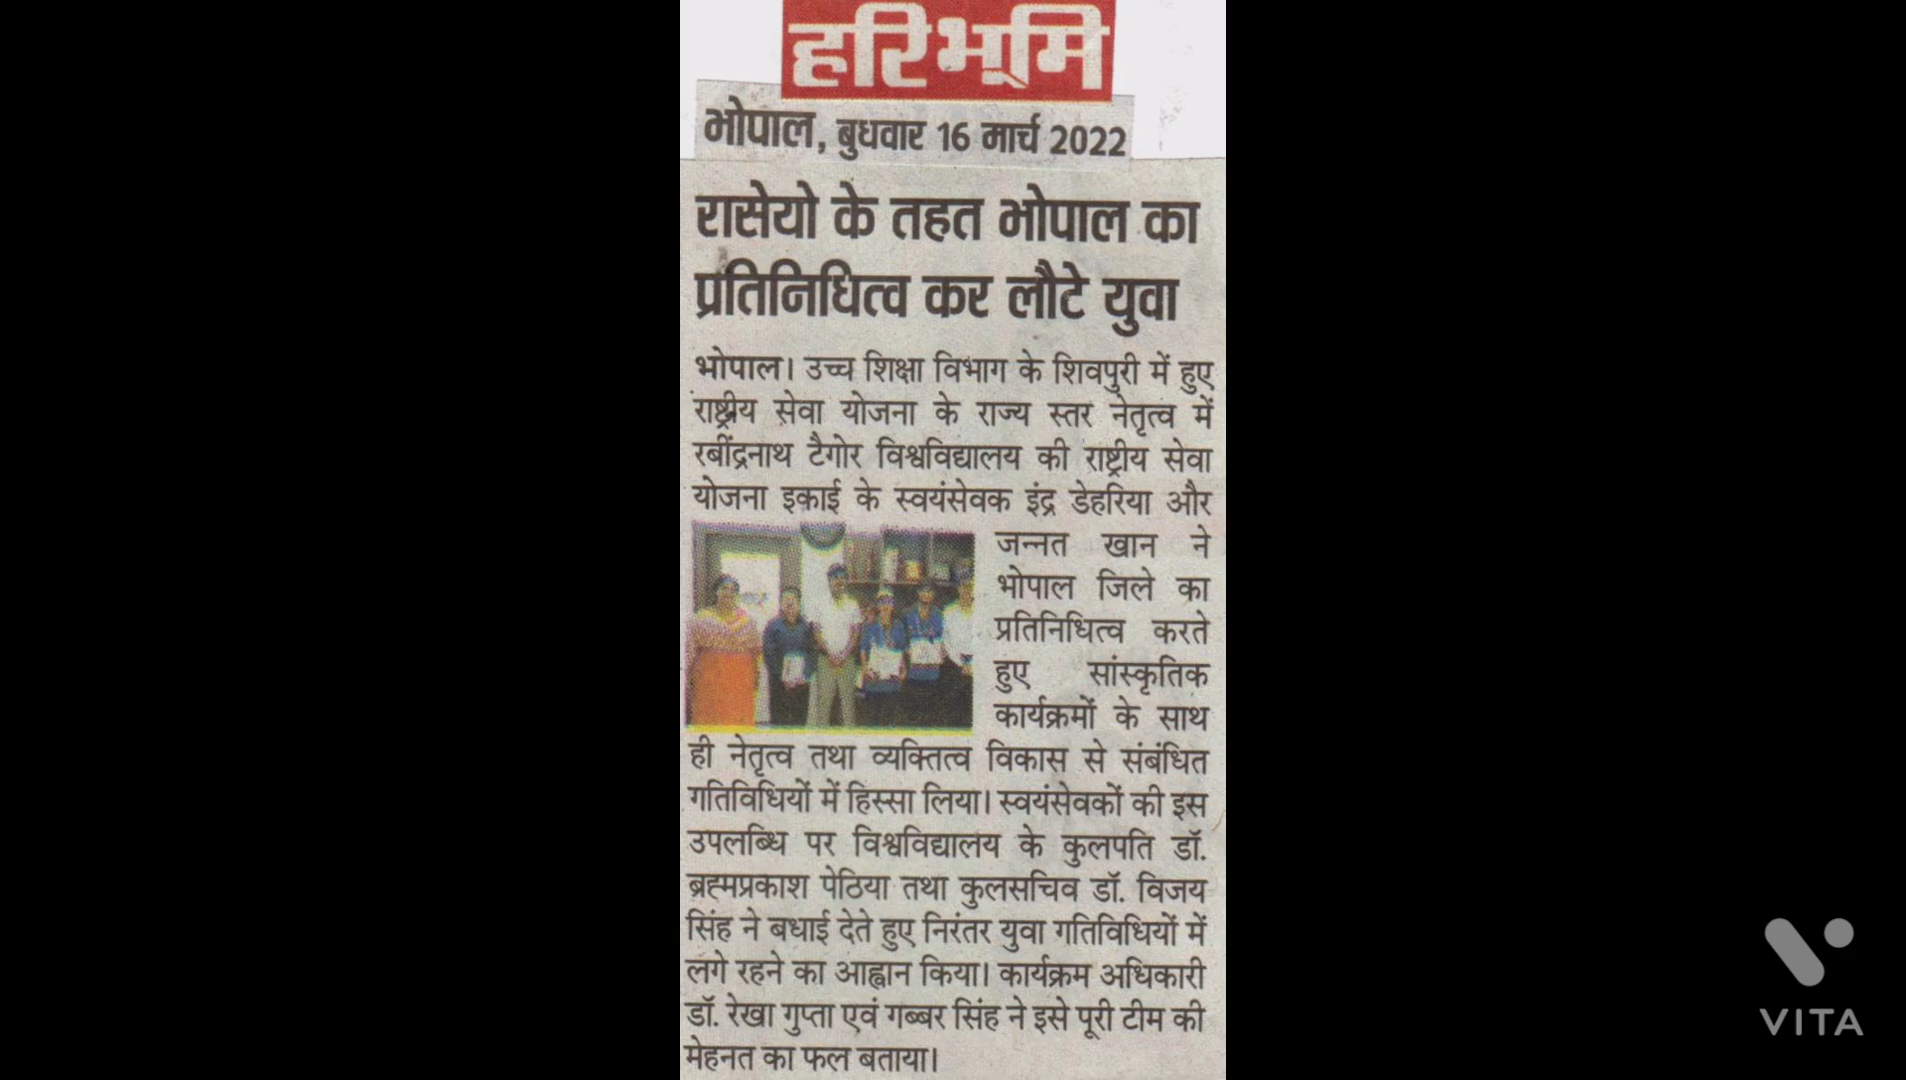 हरिभूमि
भोपाल, बुधवार 16 मार्च 2022
रासेयो के तहत भोपाल का
प्रतिनिधित्व कर लौटे युवा
भोपाल। उच्च शिक्षा विभाग के शिवपुरी में हुए
राष्ट्रीय सेवा योजना के राज्य स्तर नेतृत्व में
रबींद्रनाथ टैगोर विश्वविद्यालय की राष्ट्रीय सेवा
योजना इकाई के स्वयंसेवक इंद्र डेहरिया और
जन्नत खान ने
भोपाल जिले का
प्रतिनिधित्व करते
हुए सांस्कृतिक
कार्यक्रमों के साथ
ही नेतृत्व तथा व्यक्तित्व विकास से संबंधित
गतिविधियों में हिस्सा लिया। स्वयंसेवकों की इस
उपलब्धि पर विश्वविद्यालय के कुलपति डॉ.
ब्रह्मप्रकाश पेठिया तथा कुलसचिव डॉ. विजय
सिंह ने बधाई देते हुए निरंतर युवा गतिविधियों में
लगे रहने का आह्वान किया। कार्यक्रम अधिकारी
डॉ. रेखा गुप्ता एवं गब्बर सिंह ने इसे पूरी टीम की
मेहनत का फल बताया।
VITA